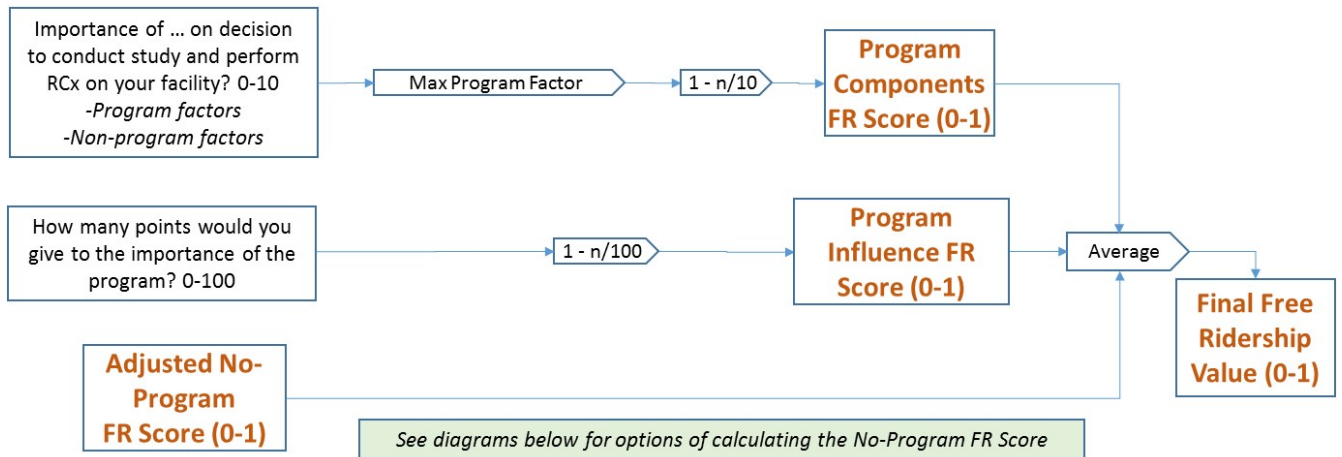 Importance of ... on decision
to conduct study and perform
RCx on your facility? 0-10
-Program factors
-Non-program factors
Max Program Factor
1 - n/10
Program
Components
FR Score (0-1)
How many points would you
give to the importance of the
program? 0-100
1 - n/100
Program
Influence FR
Score (0-1)
Average
Final Free
Ridership
Value (0-1)
Adjusted No-
Program
FR Score (0-1)
See diagrams below for options of calculating the No-Program FR Score